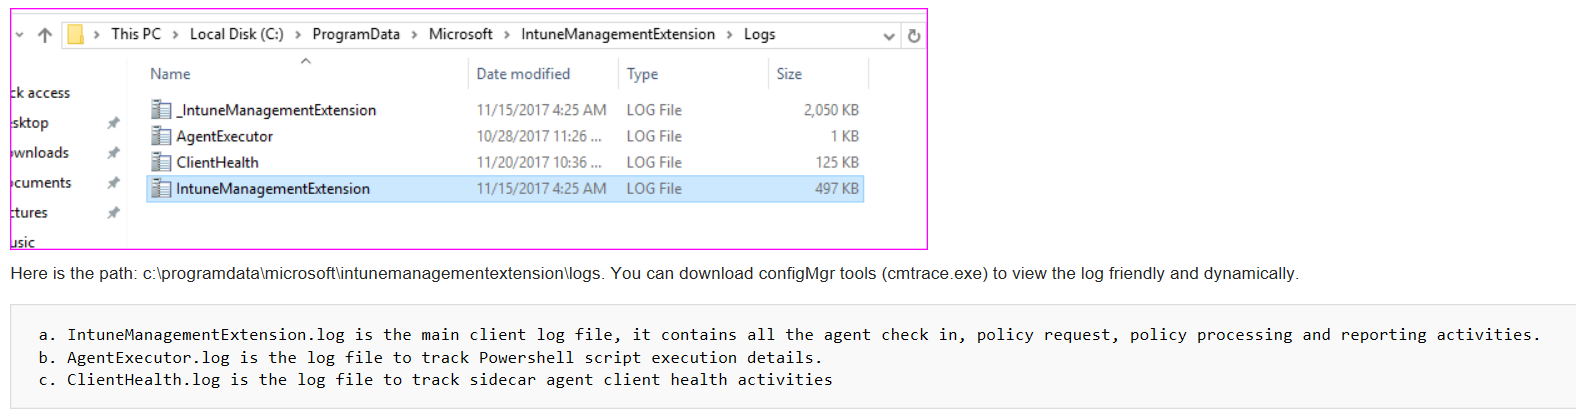 This PC > Local Disk (C:) > ProgramData > Microsoft > IntuneManagementExtension > Logs
Name Date modified Type Size
ck access
sktop
ownloads
ocuments
ctures
usic
_IntuneManagementExtension 11/15/2017 4:25 AM LOG File 2,050 KB
AgentExecutor 10/28/2017 11:26 ... LOG File 1 KB
ClientHealth 11/20/2017 10:36 ... LOG File 125 KB
IntuneManagementExtension 11/15/2017 4:25 AM LOG File 497 KB
Here is the path: c:\programdata\microsoft\intunemanagementextension\logs. You can download configMgr tools (cmtrace.exe) to view the log friendly and dynamically.
a. IntuneManagementExtension.log is the main client log file, it contains all the agent check in, policy request, policy processing and reporting activities.
b. AgentExecutor.log is the log file to track Powershell script execution details.
c. ClientHealth.log is the log file to track sidecar agent client health activities